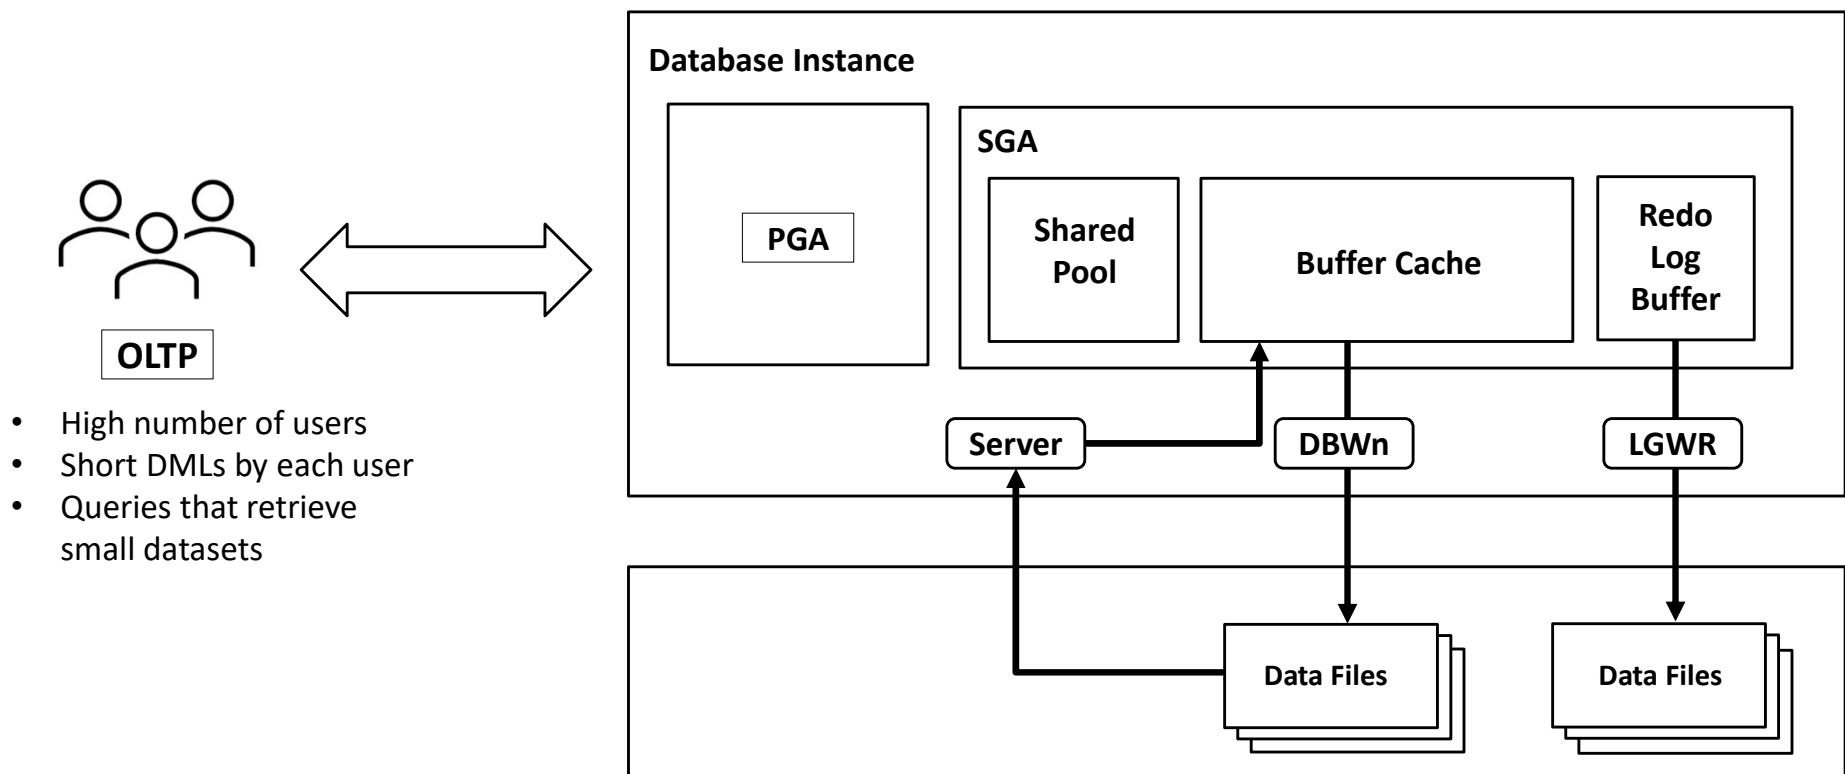 Database Instance
SGA
PGA
Shared
Pool
Buffer Cache
Redo
Log
Buffer
OLTP
• High number of users
• Short DMLs by each user
• Queries that retrieve
small datasets
Server
DBWn
LGWR
Data Files
Data Files